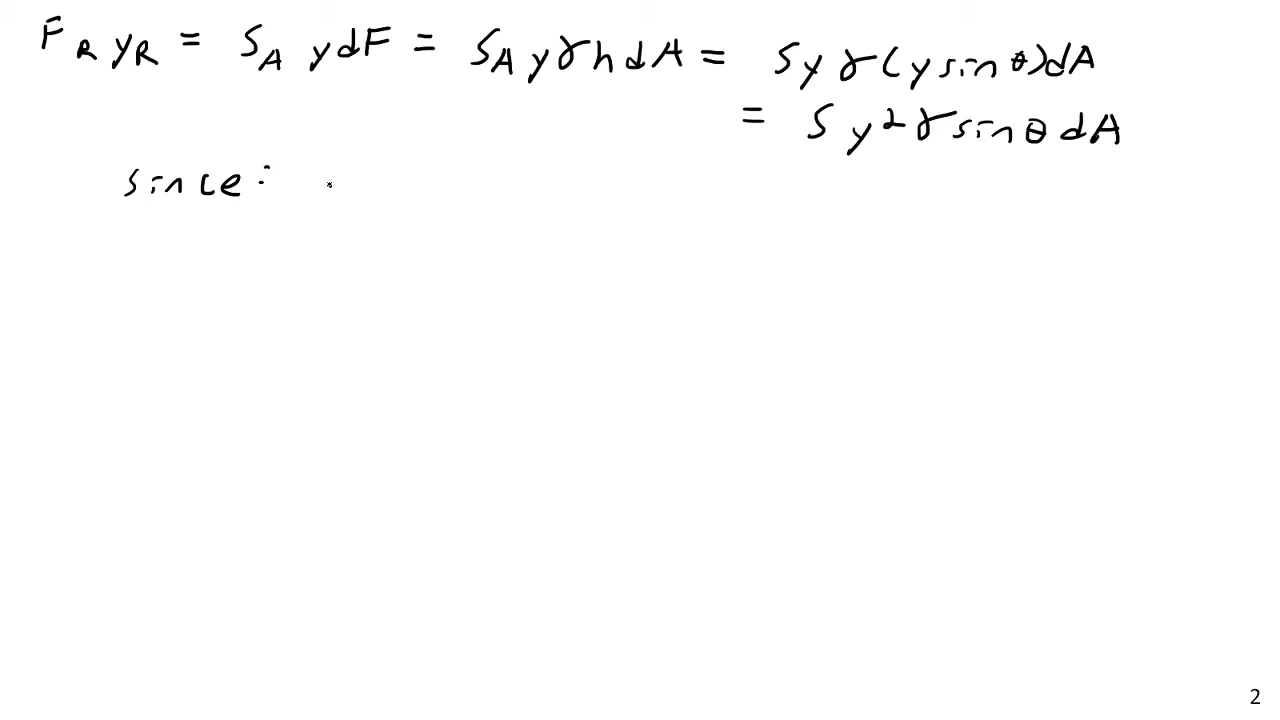 F_R y_R = ∫_A y dF = ∫_A y γ h dA = ∫ y γ (y sin θ) dA
= ∫ y² γ sin θ dA
since:
2